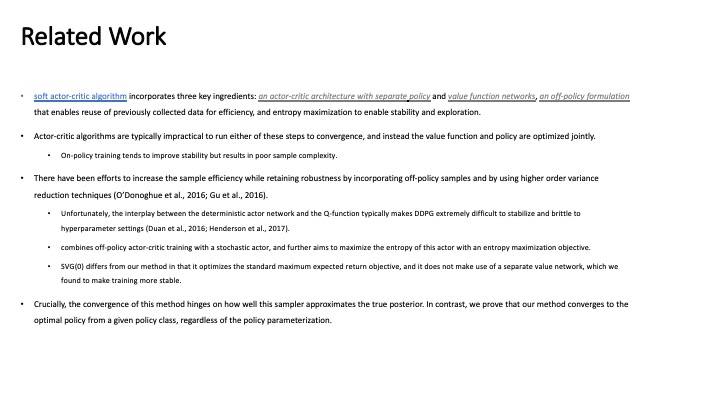 Related Work
• soft actor-critic algorithm incorporates three key ingredients: an actor-critic architecture with separate policy and value function networks, an off-policy formulation
that enables reuse of previously collected data for efficiency, and entropy maximization to enable stability and exploration.
• Actor-critic algorithms are typically impractical to run either of these steps to convergence, and instead the value function and policy are optimized jointly.
• On-policy training tends to improve stability but results in poor sample complexity.
• There have been efforts to increase the sample efficiency while retaining robustness by incorporating off-policy samples and by using higher order variance
reduction techniques (O'Donoghue et al., 2016; Gu et al., 2016).
• Unfortunately, the interplay between the deterministic actor network and the Q-function typically makes DDPG extremely difficult to stabilize and brittle to
hyperparameter settings (Duan et al., 2016; Henderson et al., 2017).
• combines off-policy actor-critic training with a stochastic actor, and further aims to maximize the entropy of this actor with an entropy maximization objective.
• SVG(0) differs from our method in that it optimizes the standard maximum expected return objective, and it does not make use of a separate value network, which we
found to make training more stable.
• Crucially, the convergence of this method hinges on how well this sampler approximates the true posterior. In contrast, we prove that our method converges to the
optimal policy from a given policy class, regardless of the policy parameterization.